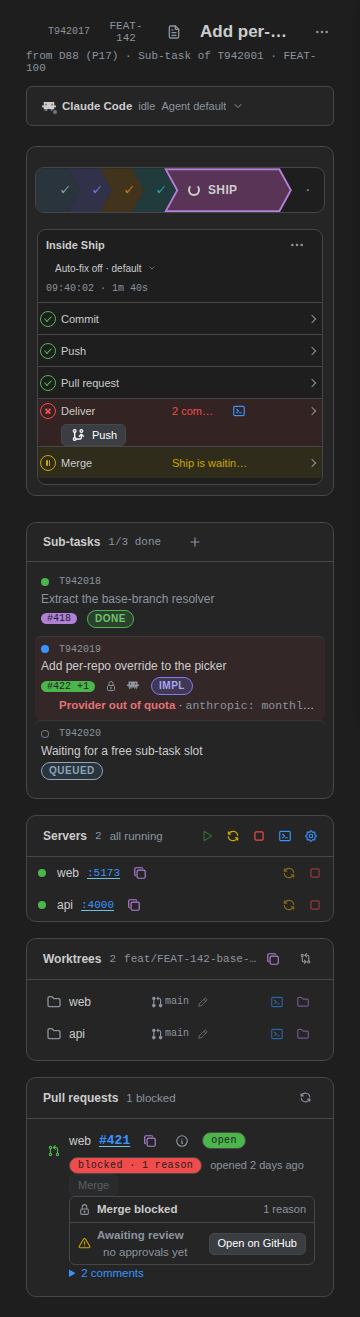 T942017 FEAT-142 Add per-…
from D88 (P17) · Sub-task of T942001 · FEAT-100
Claude Code idle Agent default
SHIP
Inside Ship
Auto-fix off · default
09:40:02 · 1m 40s
Commit
Push
Pull request
Deliver 2 com…
Push
Merge Ship is waitin…
Sub-tasks 1/3 done
T942018
Extract the base-branch resolver
#418 DONE
T942019
Add per-repo override to the picker
#422 +1 IMPL
Provider out of quota · anthropic: monthl…
T942020
Waiting for a free sub-task slot
QUEUED
Servers 2 all running
web :5173
api :4000
Worktrees 2 feat/FEAT-142-base-…
web main
api main
Pull requests 1 blocked
web #421 open
blocked · 1 reason opened 2 days ago
Merge
Merge blocked 1 reason
Awaiting review
no approvals yet
Open on GitHub
2 comments